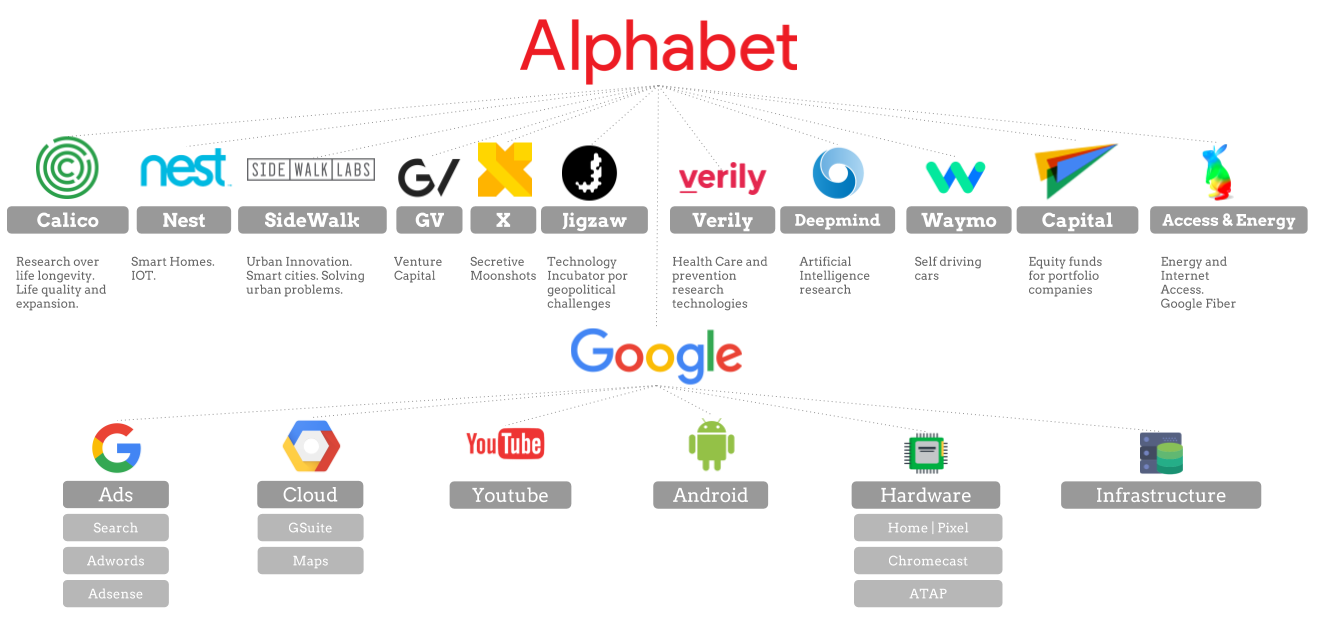 Alphabet
nest
SIDE WALK LABS
G/
verily
Calico
Nest
SideWalk
GV
X
Jigzaw
Verily
Deepmind
Waymo
Capital
Access & Energy
Research over
life longevity.
Life quality and
expansion.
Smart Homes.
IOT.
Urban Innovation.
Smart cities. Solving
urban problems.
Venture
Capital
Secretive
Moonshots
Technology
Incubator por
geopolitical
challenges
Health Care and
prevention
research
technologies
Artificial
Intelligence
research
Self driving
cars
Equity funds
for portfolio
companies
Energy and
Internet
Access.
Google Fiber
Google
G
YouTube
Ads
Cloud
Youtube
Android
Hardware
Infrastructure
Search
GSuite
Home | Pixel
Adwords
Maps
Chromecast
Adsense
ATAP